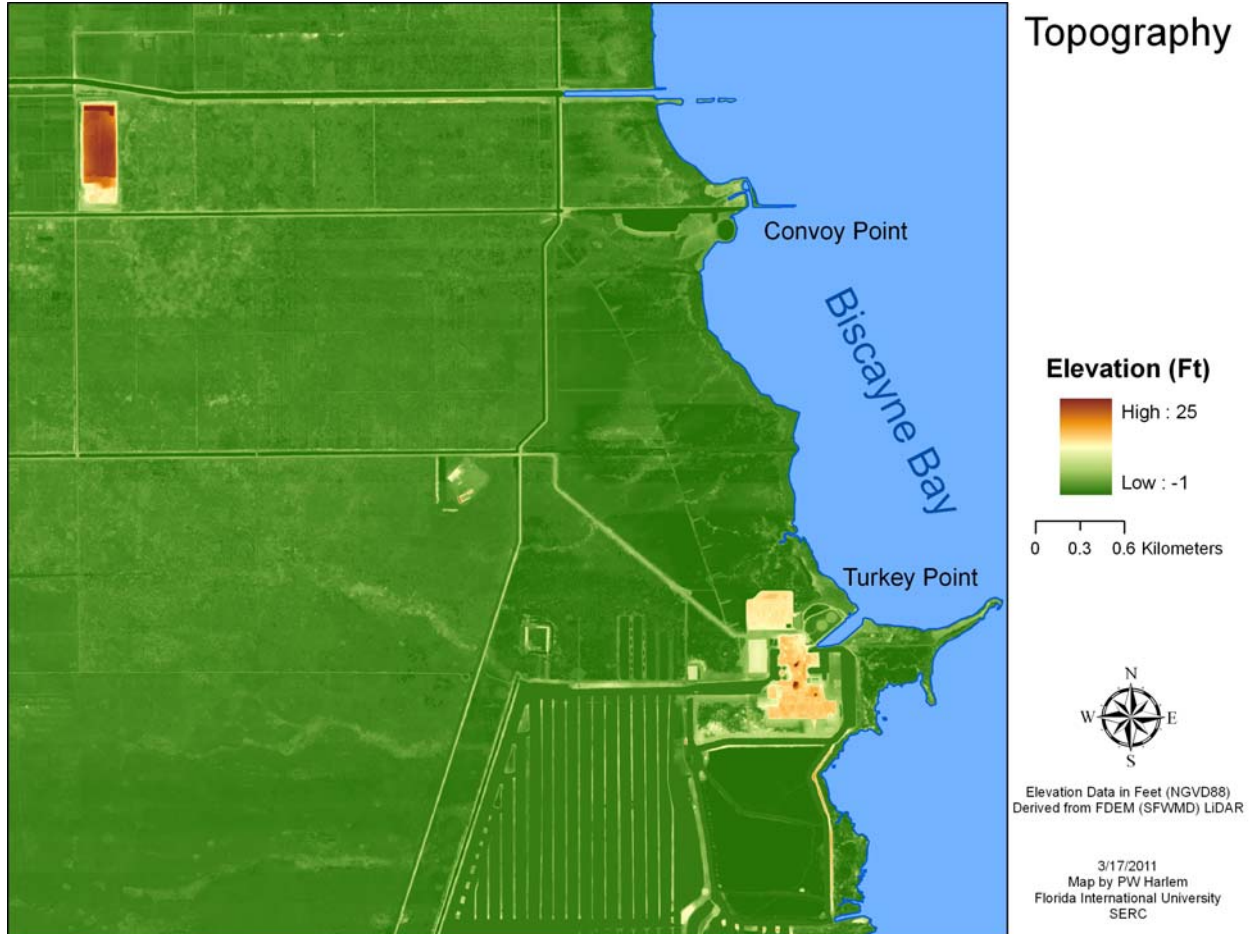 Topography
Convoy Point
Biscayne Bay
Turkey Point
Elevation (Ft)
High : 25
Low : -1
0 0.3 0.6 Kilometers
N
W E
S
Elevation Data in Feet (NGVD88)
Derived from FDEM (SFWMD) LiDAR
3/17/2011
Map by PW Harlem
Florida International University
SERC